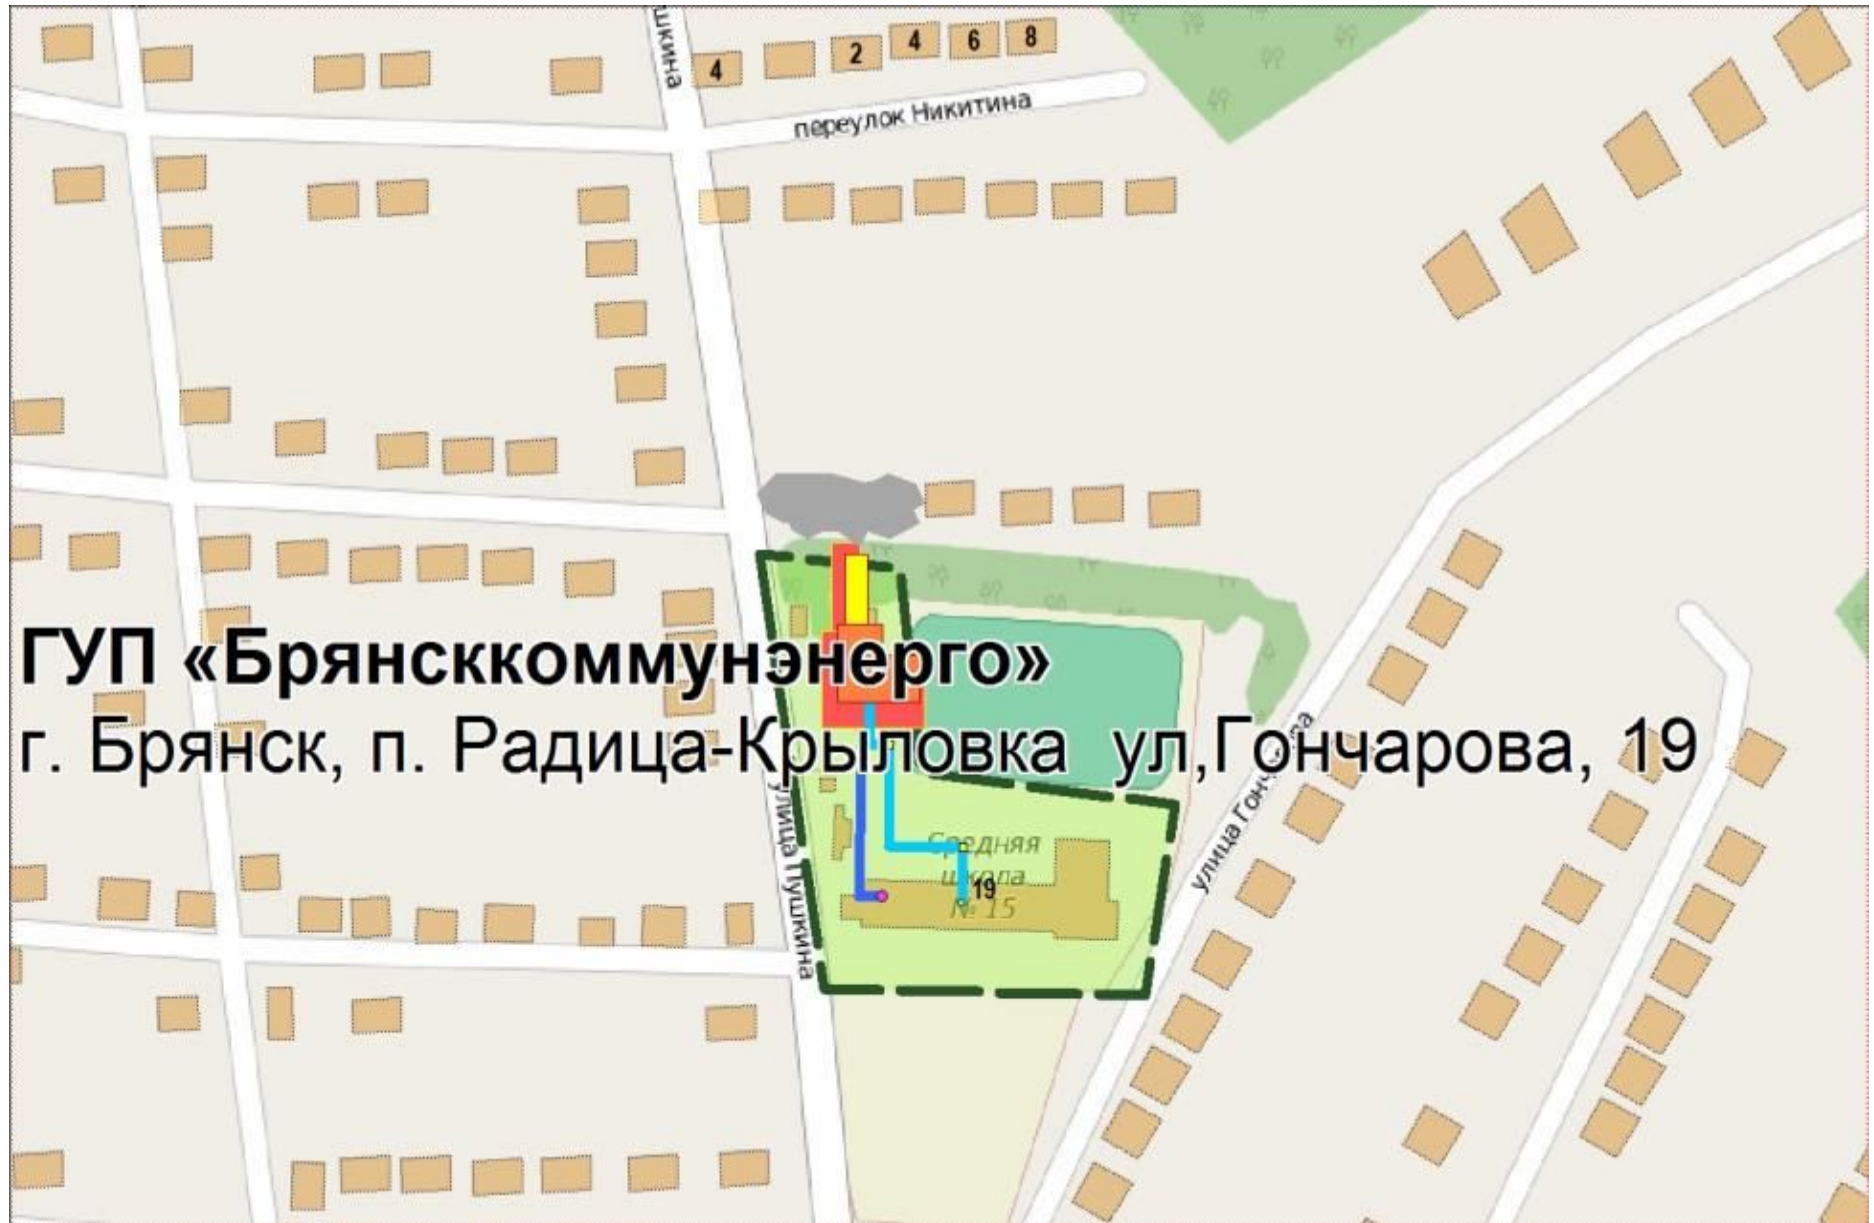 шкина
4
2
4
6
8
переулок Никитина
ГУП «Брянсккоммунэнерго»
г. Брянск, п. Радица-Крыловка ул,Гончарова, 19
улица Пушкина
улица Гончарова
Средняя
школа
19
№ 15